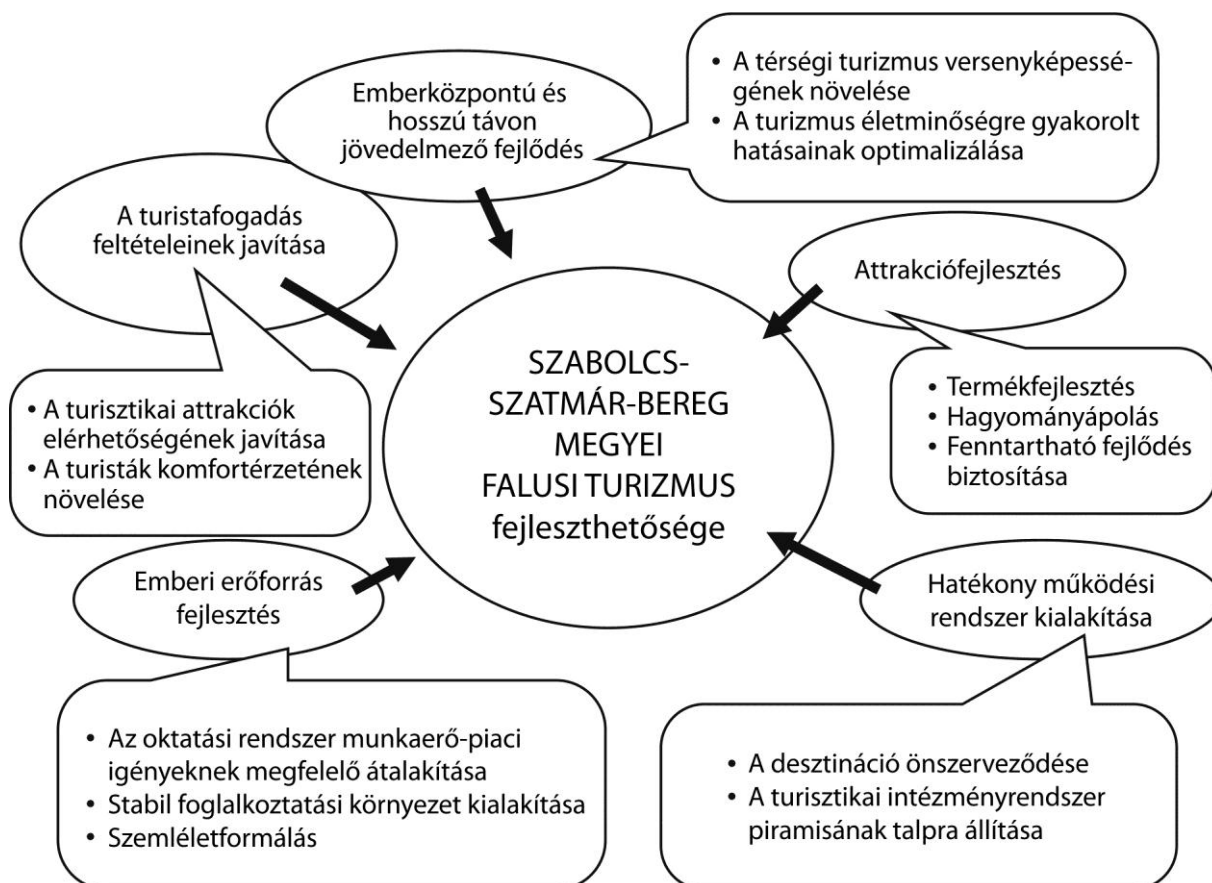 Emberközpontú és
hosszú távon
jövedelmező fejlődés
• A térségi turizmus versenyképessé-
gének növelése
• A turizmus életminőségre gyakorolt
hatásainak optimalizálása
A turistafogadás
feltételeinek javítása
• A turisztikai attrakciók
elérhetőségének javítása
• A turisták komfortérzetének
növelése
Attrakciófejlesztés
• Termékfejlesztés
• Hagyományápolás
• Fenntartható fejlődés
biztosítása
SZABOLCS-
SZATMÁR-BEREG
MEGYEI
FALUSI TURIZMUS
fejleszthetősége
Emberi erőforrás
fejlesztés
• Az oktatási rendszer munkaerő-piaci
igényeknek megfelelő átalakítása
• Stabil foglalkoztatási környezet kialakítása
• Szemléletformálás
Hatékony működési
rendszer kialakítása
• A desztináció önszerveződése
• A turisztikai intézményrendszer
piramisának talpra állítása